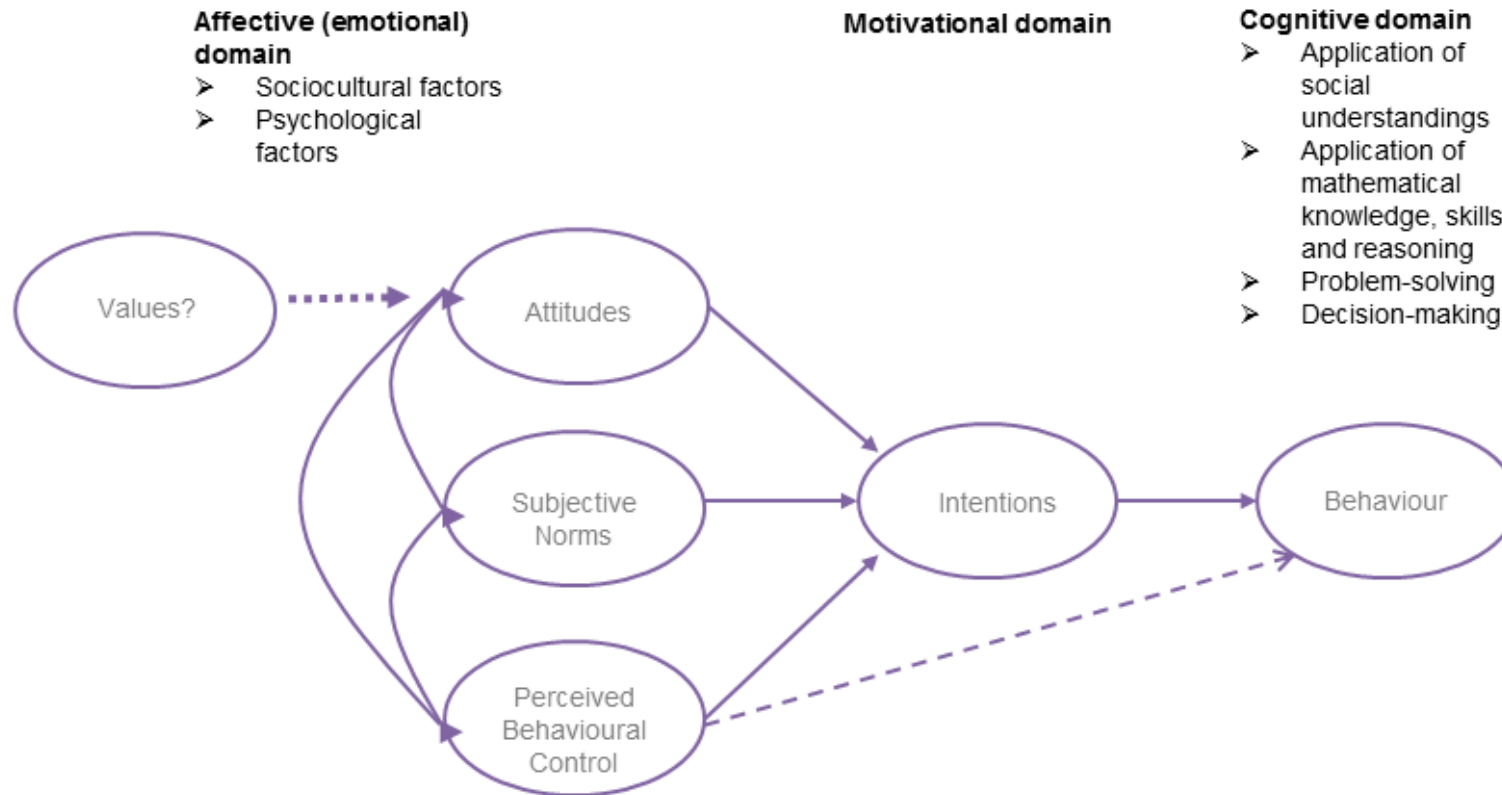 Affective (emotional)
domain
➢ Sociocultural factors
➢ Psychological
factors
Motivational domain
Cognitive domain
➢ Application of
social
understandings
➢ Application of
mathematical
knowledge, skills
and reasoning
➢ Problem-solving
➢ Decision-making
Values?
Attitudes
Subjective
Norms
Perceived
Behavioural
Control
Intentions
Behaviour